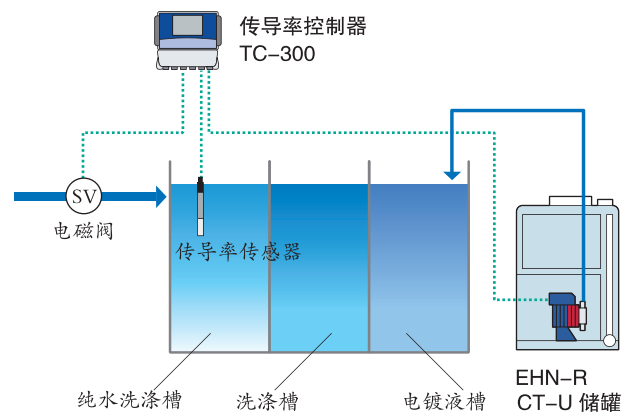 传导率控制器
TC-300
SV
电磁阀
传导率传感器
纯水洗涤槽
洗涤槽
电镀液槽
EHN-R
CT-U 储罐